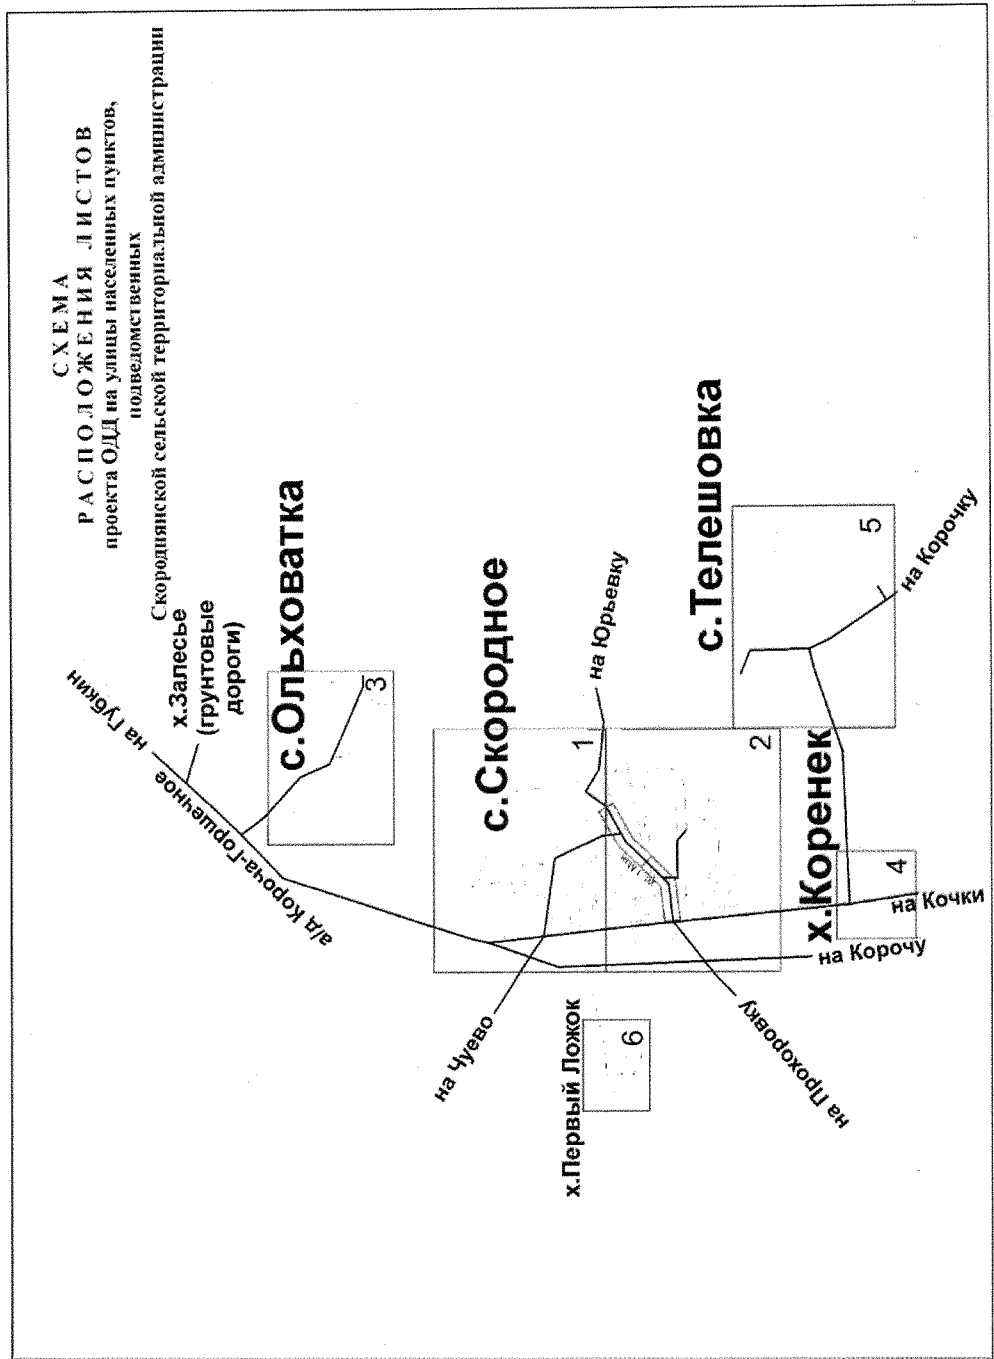 СХЕМА
РАСПОЛОЖЕНИЯ ЛИСТОВ
проекта ОДД на улицы населенных пунктов,
подведомственных
Скороднянской сельской территориальной администрации
на Губкин
х.Залесье
(грунтовые
дороги)
а/д Короча-Горшечное
с.Ольховатка
3
с.Скородное
на Юрьевку
1
2
на Чуево
х.Первый Ложок
6
на Прохоровку
с.Телешовка
5
на Корочку
х.Коренек
4
на Кочки
на Корочу